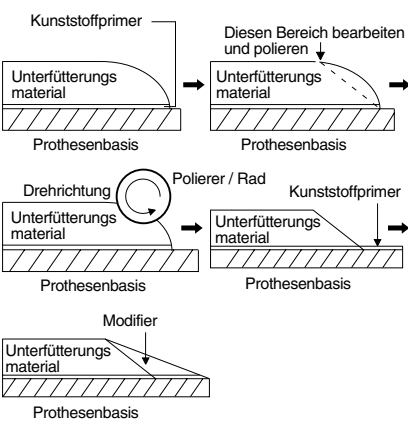 Kunststoffprimer
Unterfütterungs
material
Prothesenbasis
Diesen Bereich bearbeiten
und polieren
Unterfütterungs
material
Prothesenbasis
Drehrichtung
Polierer / Rad
Unterfütterungs
material
Prothesenbasis
Kunststoffprimer
Unterfütterungs
material
Prothesenbasis
Modifier
Unterfütterungs
material
Prothesenbasis